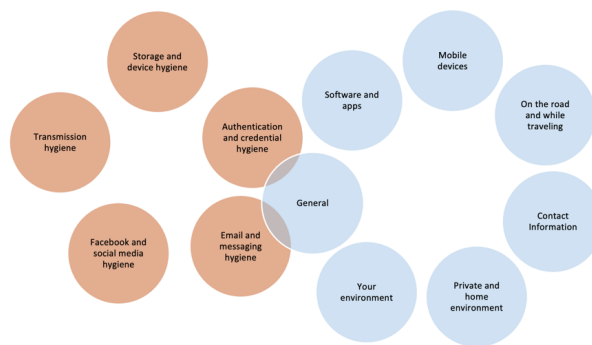 Storage and
device hygiene
Transmission
hygiene
Authentication
and credential
hygiene
Facebook and
social media
hygiene
Email and
messaging
hygiene
General
Software and
apps
Mobile
devices
On the road
and while
traveling
Contact
Information
Private and
home
environment
Your
environment